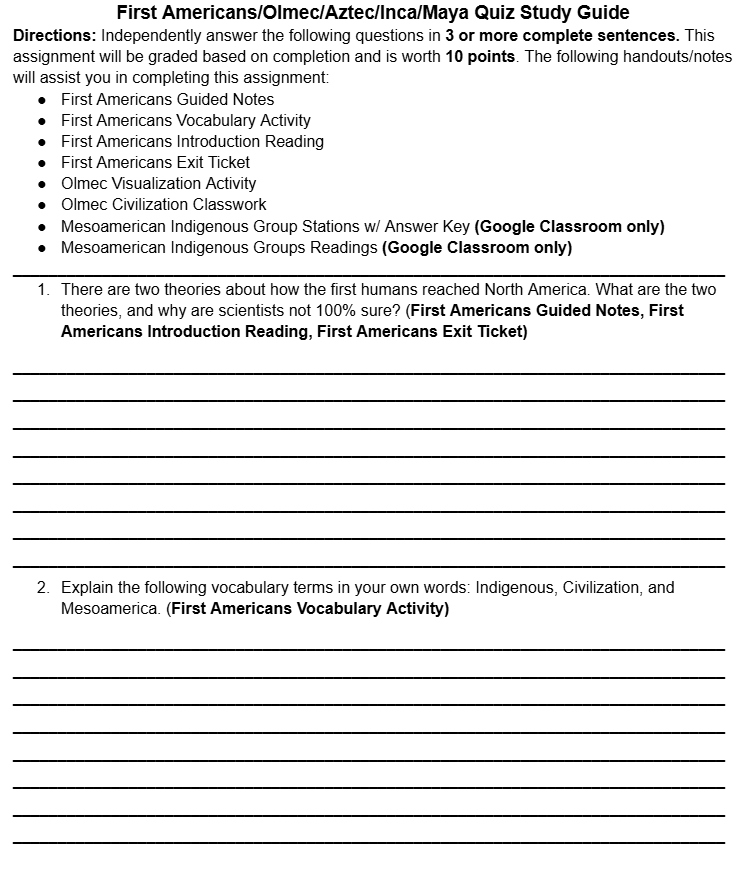 First Americans/Olmec/Aztec/Inca/Maya Quiz Study Guide
Directions: Independently answer the following questions in 3 or more complete sentences. This
assignment will be graded based on completion and is worth 10 points. The following handouts/notes
will assist you in completing this assignment:
● First Americans Guided Notes
● First Americans Vocabulary Activity
● First Americans Introduction Reading
● First Americans Exit Ticket
● Olmec Visualization Activity
● Olmec Civilization Classwork
● Mesoamerican Indigenous Group Stations w/ Answer Key (Google Classroom only)
● Mesoamerican Indigenous Groups Readings (Google Classroom only)
1. There are two theories about how the first humans reached North America. What are the two
theories, and why are scientists not 100% sure? (First Americans Guided Notes, First
Americans Introduction Reading, First Americans Exit Ticket)
2. Explain the following vocabulary terms in your own words: Indigenous, Civilization, and
Mesoamerica. (First Americans Vocabulary Activity)